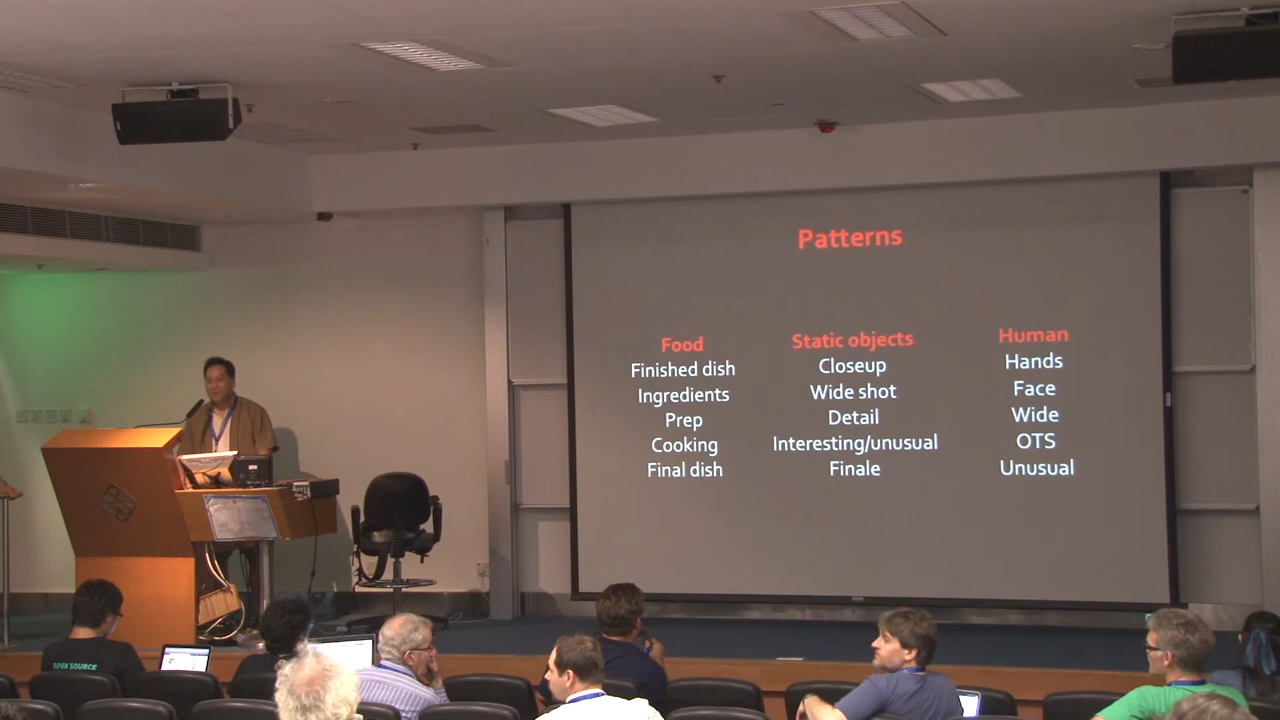 Patterns
Food
Finished dish
Ingredients
Prep
Cooking
Final dish
Static objects
Closeup
Wide shot
Detail
Interesting/unusual
Finale
Human
Hands
Face
Wide
OTS
Unusual
OPEN SOURCE